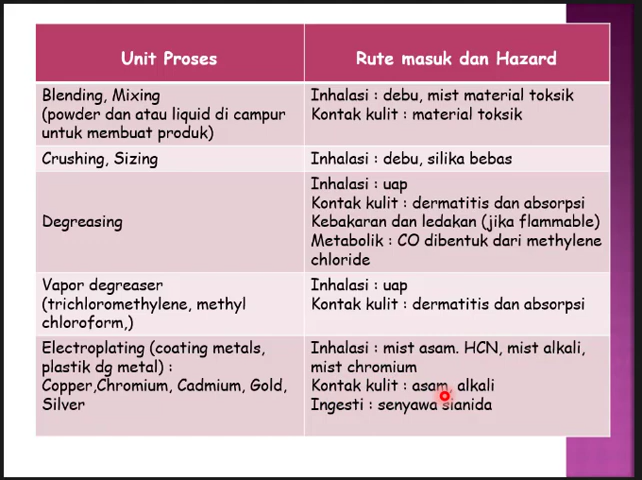 Unit Proses
Rute masuk dan Hazard
Blending, Mixing
(powder dan atau liquid di campur
untuk membuat produk)
Inhalasi : debu, mist material toksik
Kontak kulit : material toksik
Crushing, Sizing
Inhalasi : debu, silika bebas
Degreasing
Inhalasi : uap
Kontak kulit : dermatitis dan absorpsi
Kebakaran dan ledakan (jika flammable)
Metabolik : CO dibentuk dari methylene
chloride
Vapor degreaser
(trichloromethylene, methyl
chloroform,)
Inhalasi : uap
Kontak kulit : dermatitis dan absorpsi
Electroplating (coating metals,
plastik dg metal) :
Copper,Chromium, Cadmium, Gold,
Silver
Inhalasi : mist asam. HCN, mist alkali,
mist chromium
Kontak kulit : asam, alkali
Ingesti : senyawa sianida